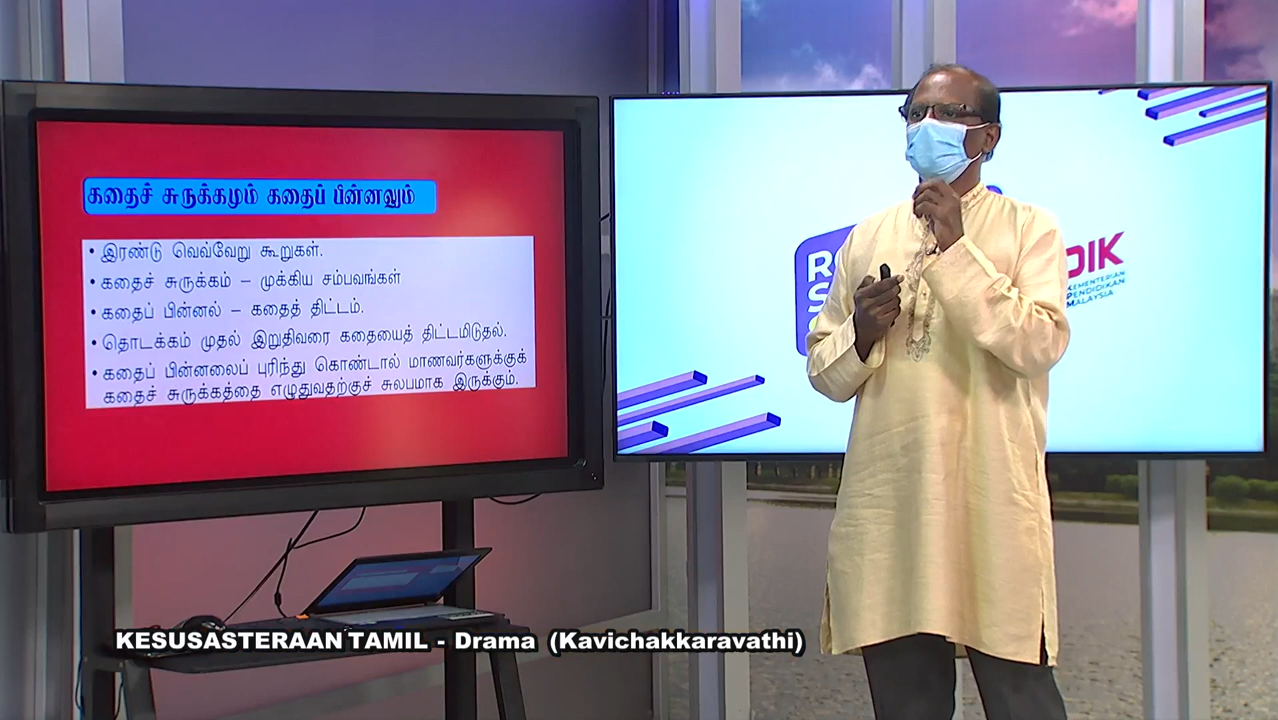 கதைச் சுருக்கமும் கதைப் பின்னலும்
• இரண்டு வெவ்வேறு கூறுகள்.
• கதைச் சுருக்கம் – முக்கிய சம்பவங்கள்
• கதைப் பின்னல் – கதைத் திட்டம்.
• தொடக்கம் முதல் இறுதிவரை கதையைத் திட்டமிடுதல்.
• கதைப் பின்னலைப் புரிந்து கொண்டால் மாணவர்களுக்குக்
கதைச் சுருக்கத்தை எழுதுவதற்குச் சுலபமாக இருக்கும்.
DIK
KEMENTERIAN
PENDIDIKAN
MALAYSIA
KESUSASTERAAN TAMIL - Drama (Kavichakkaravathi)